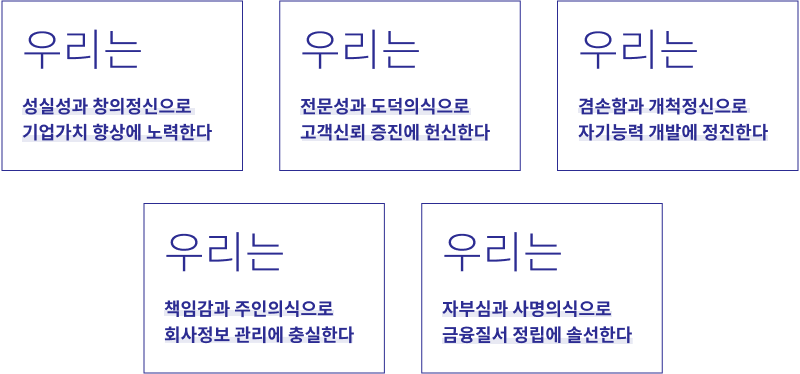 우리는
성실성과 창의정신으로
기업가치 향상에 노력한다
우리는
전문성과 도덕의식으로
고객신뢰 증진에 헌신한다
우리는
겸손함과 개척정신으로
자기능력 개발에 정진한다
우리는
책임감과 주인의식으로
회사정보 관리에 충실한다
우리는
자부심과 사명의식으로
금융질서 정립에 솔선한다